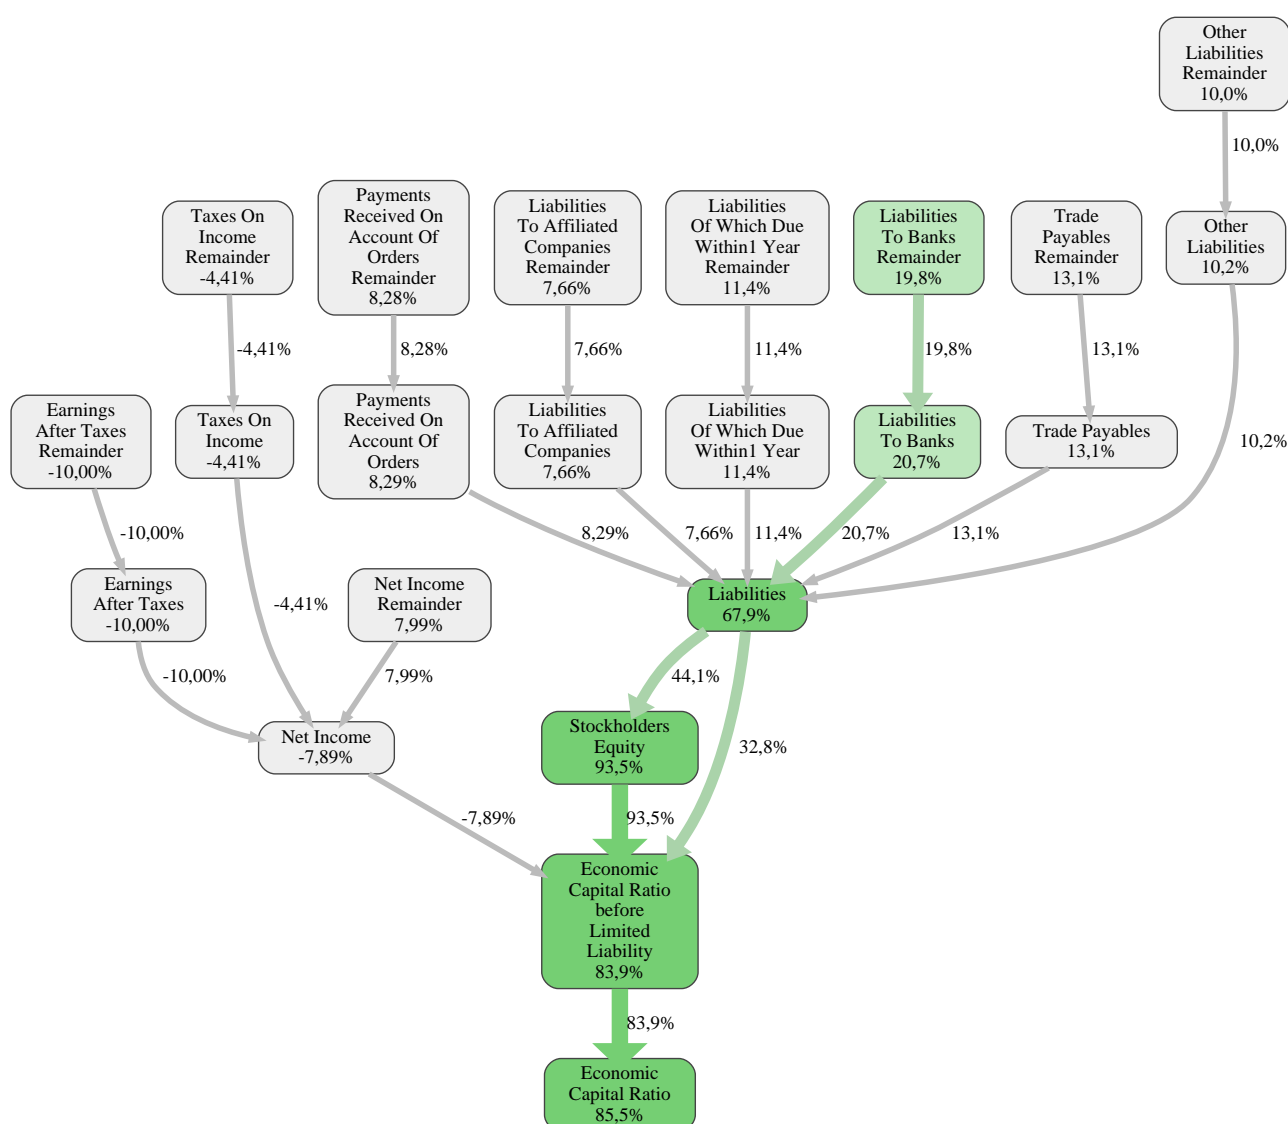 Other
Liabilities
Remainder
10,0%
10,0%
Taxes On
Income
Remainder
-4,41%
Payments
Received On
Account Of
Orders
Remainder
8,28%
Liabilities
To Affiliated
Companies
Remainder
7,66%
Liabilities
Of Which Due
Within1 Year
Remainder
11,4%
Liabilities
To Banks
Remainder
19,8%
Trade
Payables
Remainder
13,1%
Other
Liabilities
10,2%
-4,41%
8,28%
7,66%
11,4%
19,8%
13,1%
10,2%
Earnings
After Taxes
Remainder
-10,00%
Taxes On
Income
-4,41%
Payments
Received On
Account Of
Orders
8,29%
Liabilities
To Affiliated
Companies
7,66%
Liabilities
Of Which Due
Within1 Year
11,4%
Liabilities
To Banks
20,7%
Trade Payables
13,1%
-10,00%
8,29%
7,66%
11,4%
20,7%
13,1%
Earnings
After Taxes
-10,00%
-4,41%
Net Income
Remainder
7,99%
Liabilities
67,9%
-10,00%
7,99%
44,1%
32,8%
Net Income
-7,89%
Stockholders
Equity
93,5%
-7,89%
93,5%
Economic
Capital Ratio
before
Limited
Liability
83,9%
83,9%
Economic
Capital Ratio
85,5%